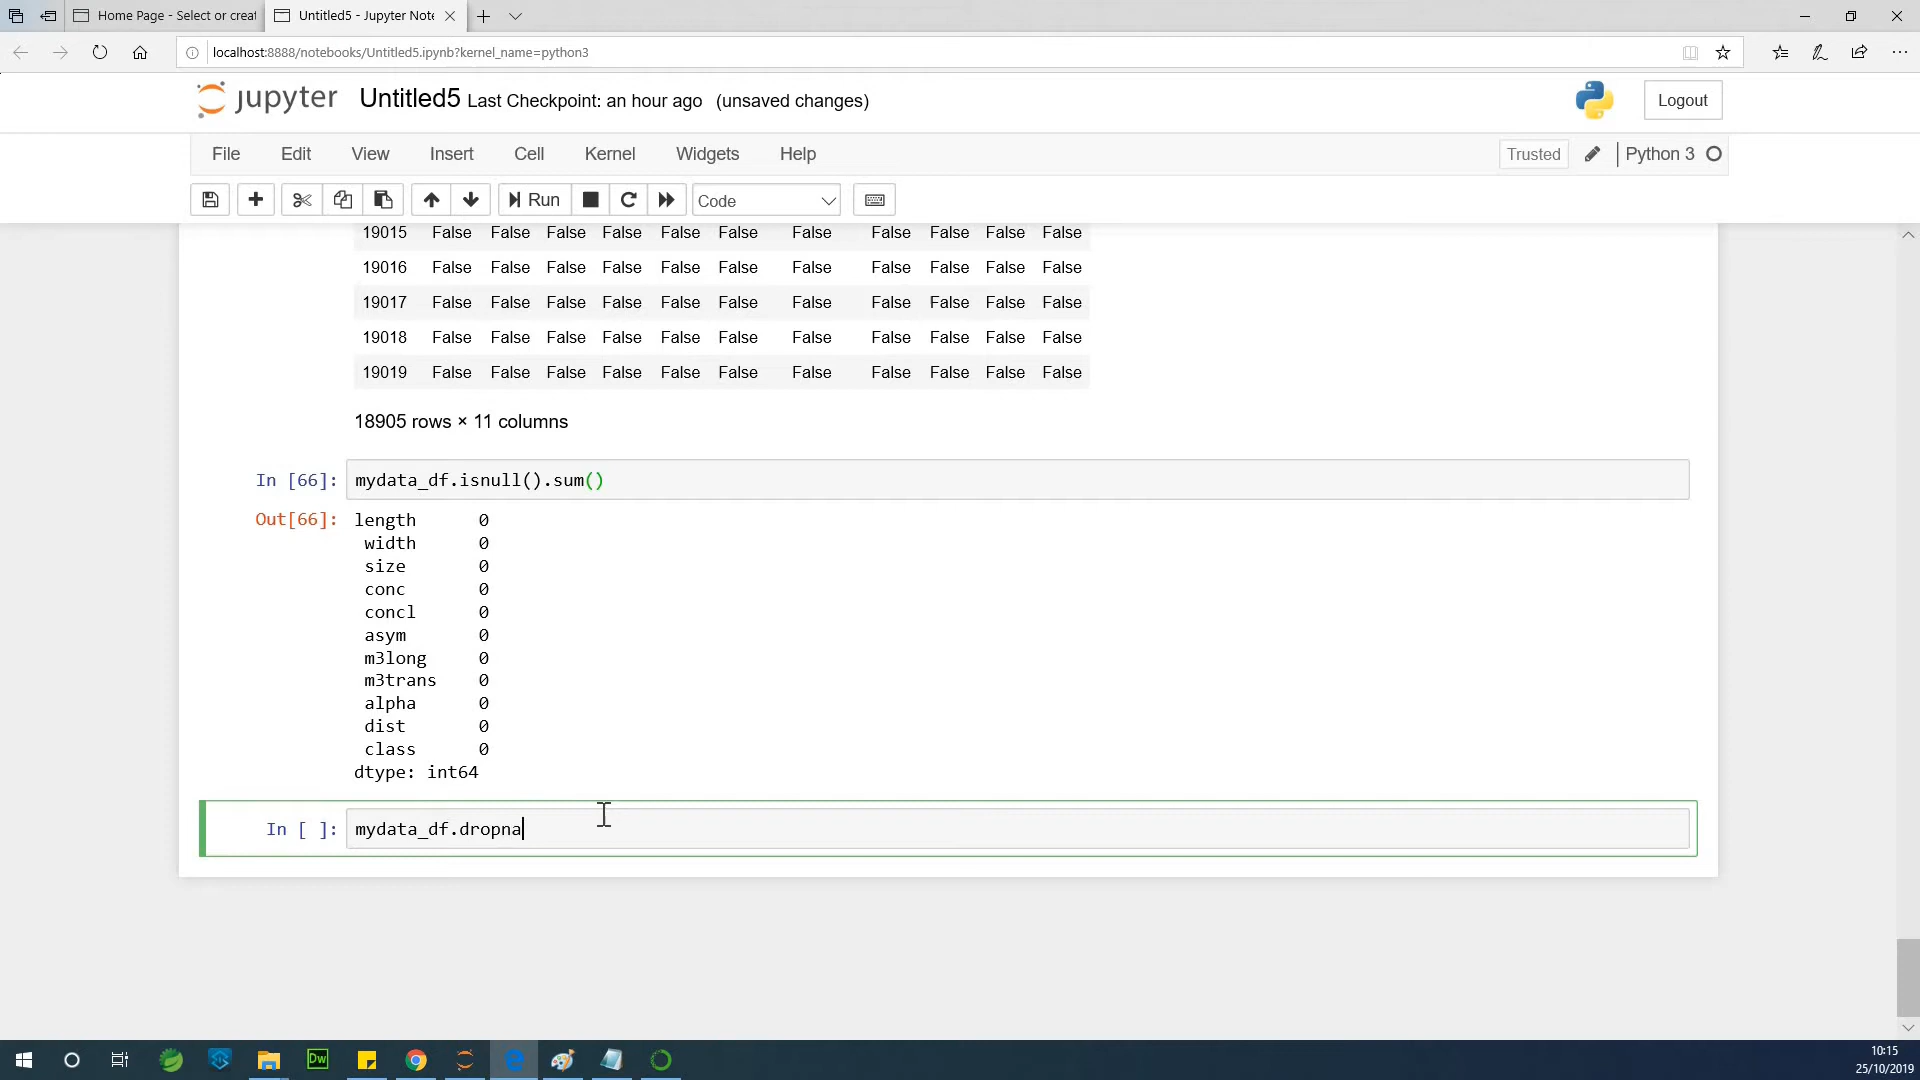 Home Page - Select or creat
Untitled5 - Jupyter Note
localhost:8888/notebooks/Untitled5.ipynb?kernel_name=python3
jupyter Untitled5 Last Checkpoint: an hour ago (unsaved changes)
Logout
File Edit View Insert Cell Kernel Widgets Help
Trusted
Python 3
Run
Code
19015 False False False False False False False False False False False
19016 False False False False False False False False False False False
19017 False False False False False False False False False False False
19018 False False False False False False False False False False False
19019 False False False False False False False False False False False
18905 rows × 11 columns
In [66]: mydata_df.isnull().sum()
Out[66]: length 0
width 0
size 0
conc 0
concl 0
asym 0
m3long 0
m3trans 0
alpha 0
dist 0
class 0
dtype: int64
In [ ]: mydata_df.dropna
Dw
10:15
25/10/2019